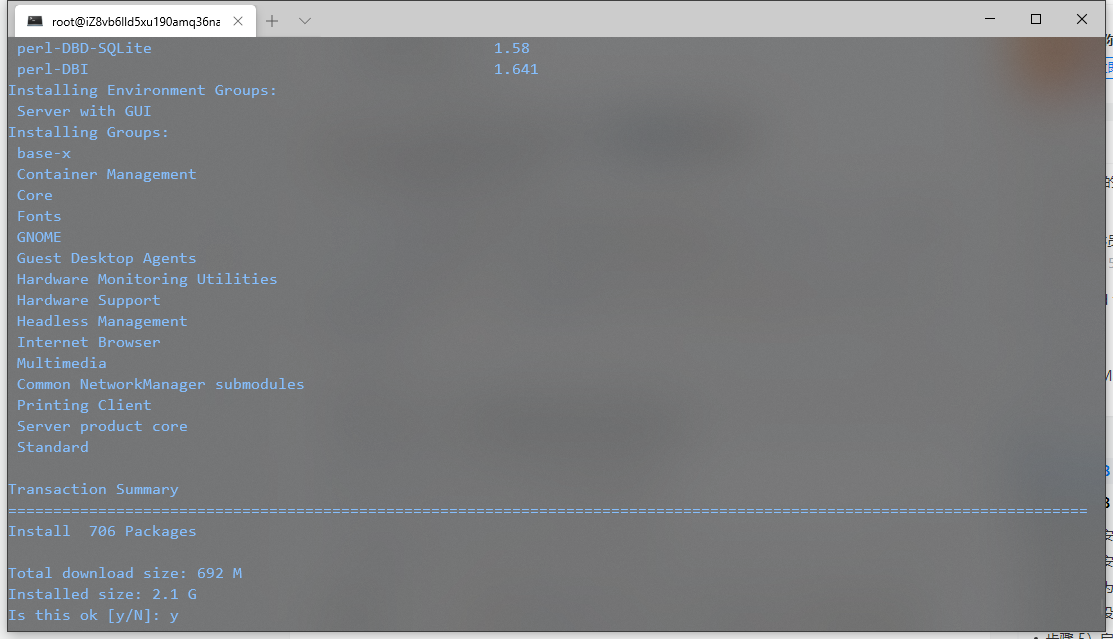 root@iZ8vb6lld5xu190amq36na
perl-DBD-SQLite 1.58
perl-DBI 1.641
Installing Environment Groups:
Server with GUI
Installing Groups:
base-x
Container Management
Core
Fonts
GNOME
Guest Desktop Agents
Hardware Monitoring Utilities
Hardware Support
Headless Management
Internet Browser
Multimedia
Common NetworkManager submodules
Printing Client
Server product core
Standard
Transaction Summary
========================================================================================================================
Install  706 Packages
Total download size: 692 M
Installed size: 2.1 G
Is this ok [y/N]: y